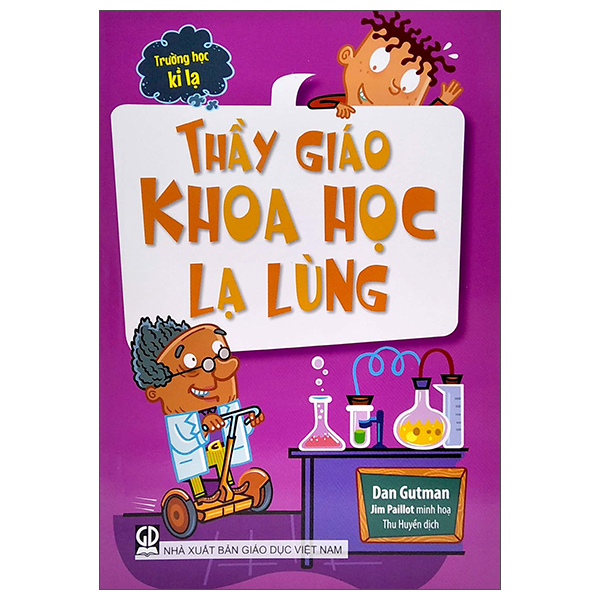 Trường học
kì lạ
THẦY GIÁO
KHOA HỌC
LẠ LÙNG
Dan Gutman
Jim Paillot minh hoạ
Thu Huyền dịch
GD
NHÀ XUẤT BẢN GIÁO DỤC VIỆT NAM